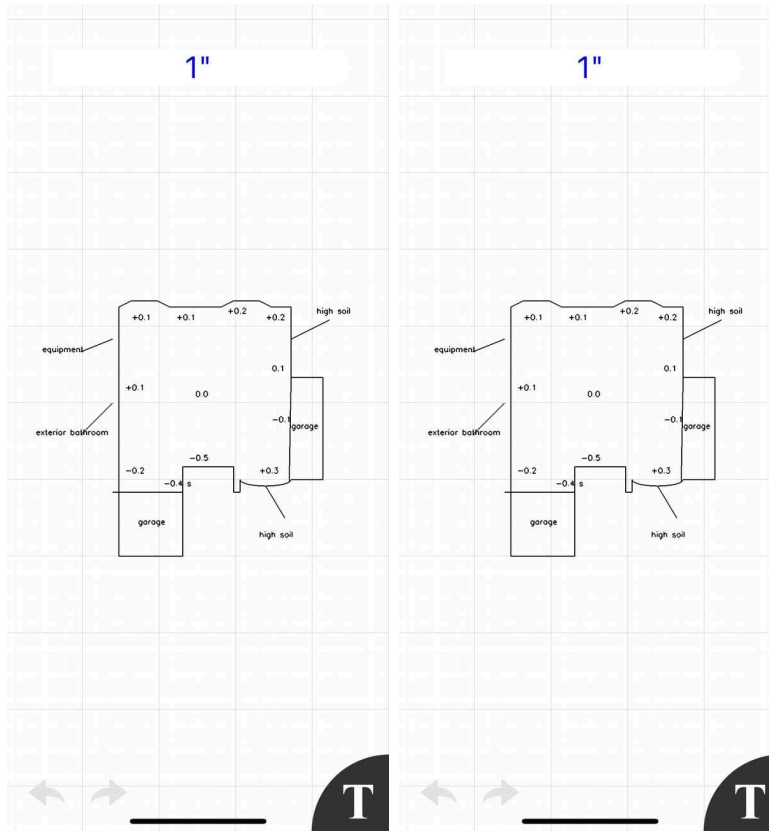 1"
+0.1 +0.1 +0.2 +0.2
high soil
equipment
0.1
+0.1
0.0
-0.1
garage
exterior bathroom
-0.5
-0.2
+0.3
-0.4 s
garage
high soil
T
1"
+0.1 +0.1 +0.2 +0.2
high soil
equipment
0.1
+0.1
0.0
-0.1
garage
exterior bathroom
-0.5
-0.2
+0.3
-0.4 s
garage
high soil
T